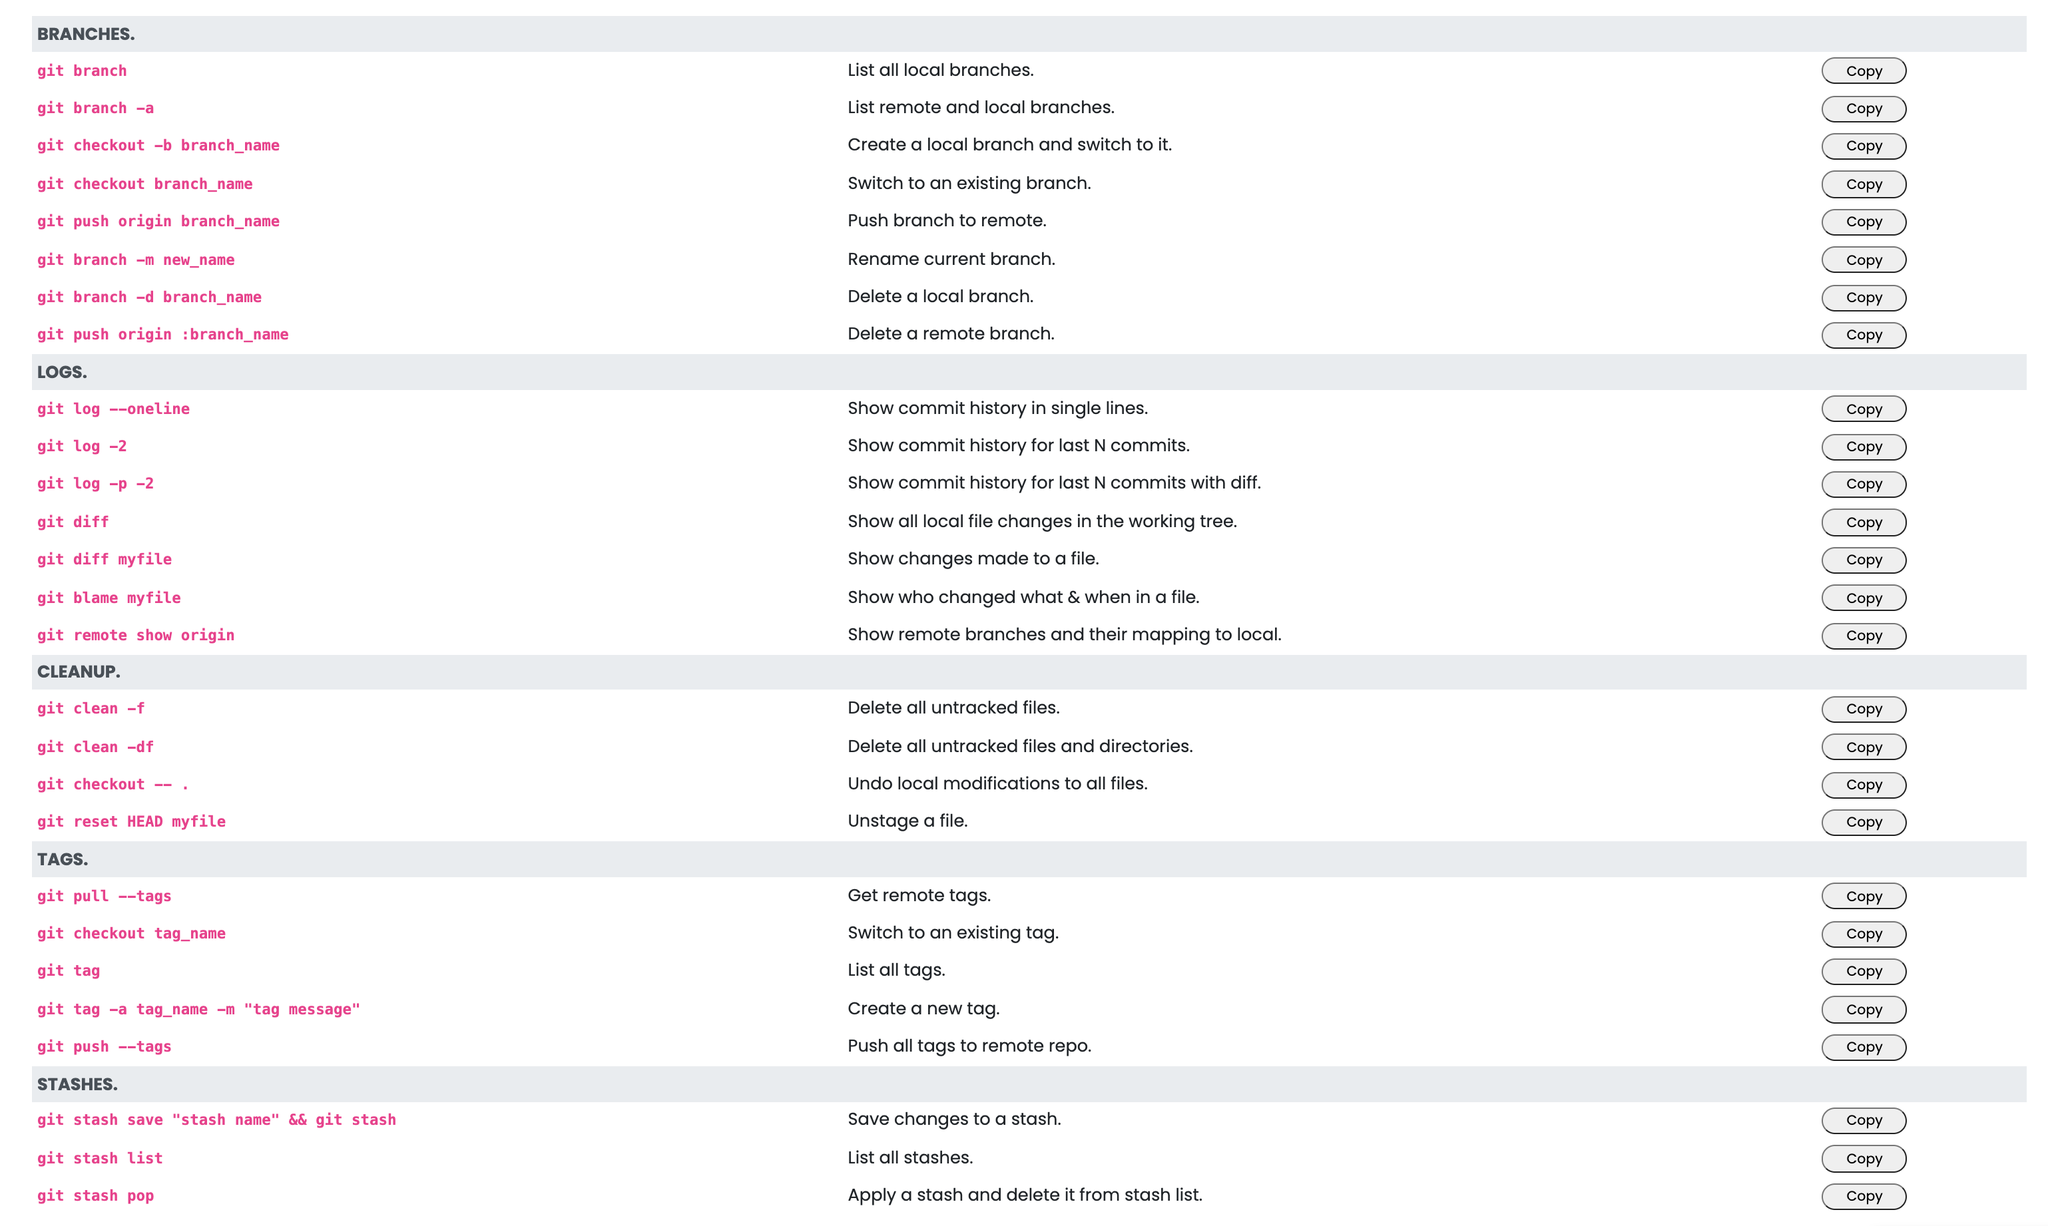 BRANCHES.
git branch List all local branches. Copy
git branch -a List remote and local branches. Copy
git checkout -b branch_name Create a local branch and switch to it. Copy
git checkout branch_name Switch to an existing branch. Copy
git push origin branch_name Push branch to remote. Copy
git branch -m new_name Rename current branch. Copy
git branch -d branch_name Delete a local branch. Copy
git push origin :branch_name Delete a remote branch. Copy
LOGS.
git log --oneline Show commit history in single lines. Copy
git log -2 Show commit history for last N commits. Copy
git log -p -2 Show commit history for last N commits with diff. Copy
git diff Show all local file changes in the working tree. Copy
git diff myfile Show changes made to a file. Copy
git blame myfile Show who changed what & when in a file. Copy
git remote show origin Show remote branches and their mapping to local. Copy
CLEANUP.
git clean -f Delete all untracked files. Copy
git clean -df Delete all untracked files and directories. Copy
git checkout -- . Undo local modifications to all files. Copy
git reset HEAD myfile Unstage a file. Copy
TAGS.
git pull --tags Get remote tags. Copy
git checkout tag_name Switch to an existing tag. Copy
git tag List all tags. Copy
git tag -a tag_name -m "tag message" Create a new tag. Copy
git push --tags Push all tags to remote repo. Copy
STASHES.
git stash save "stash name" && git stash Save changes to a stash. Copy
git stash list List all stashes. Copy
git stash pop Apply a stash and delete it from stash list. Copy